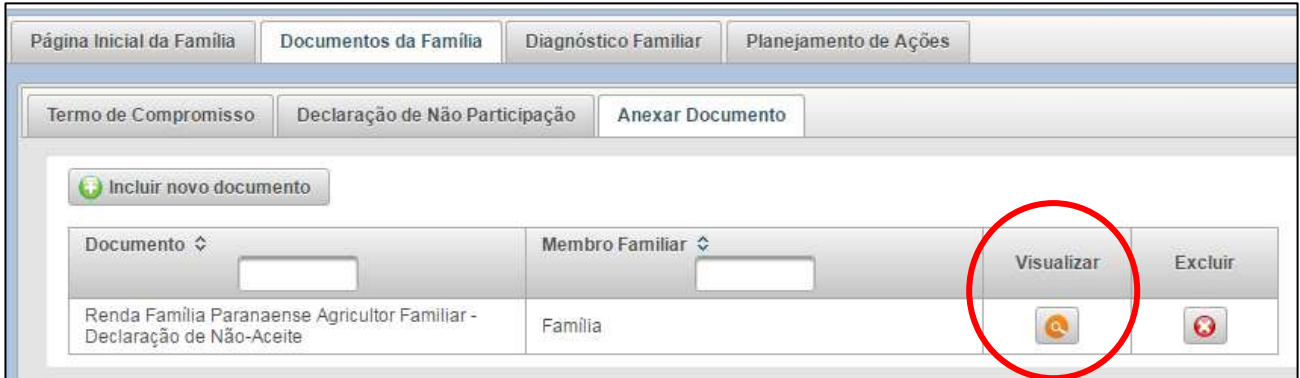 Página Inicial da Família Documentos da Família Diagnóstico Familiar Planejamento de Ações
Termo de Compromisso Declaração de Não Participação Anexar Documento
Incluir novo documento
Documento Membro Familiar Visualizar Excluir
Renda Família Paranaense Agricultor Familiar -
Declaração de Não-Aceite
Família